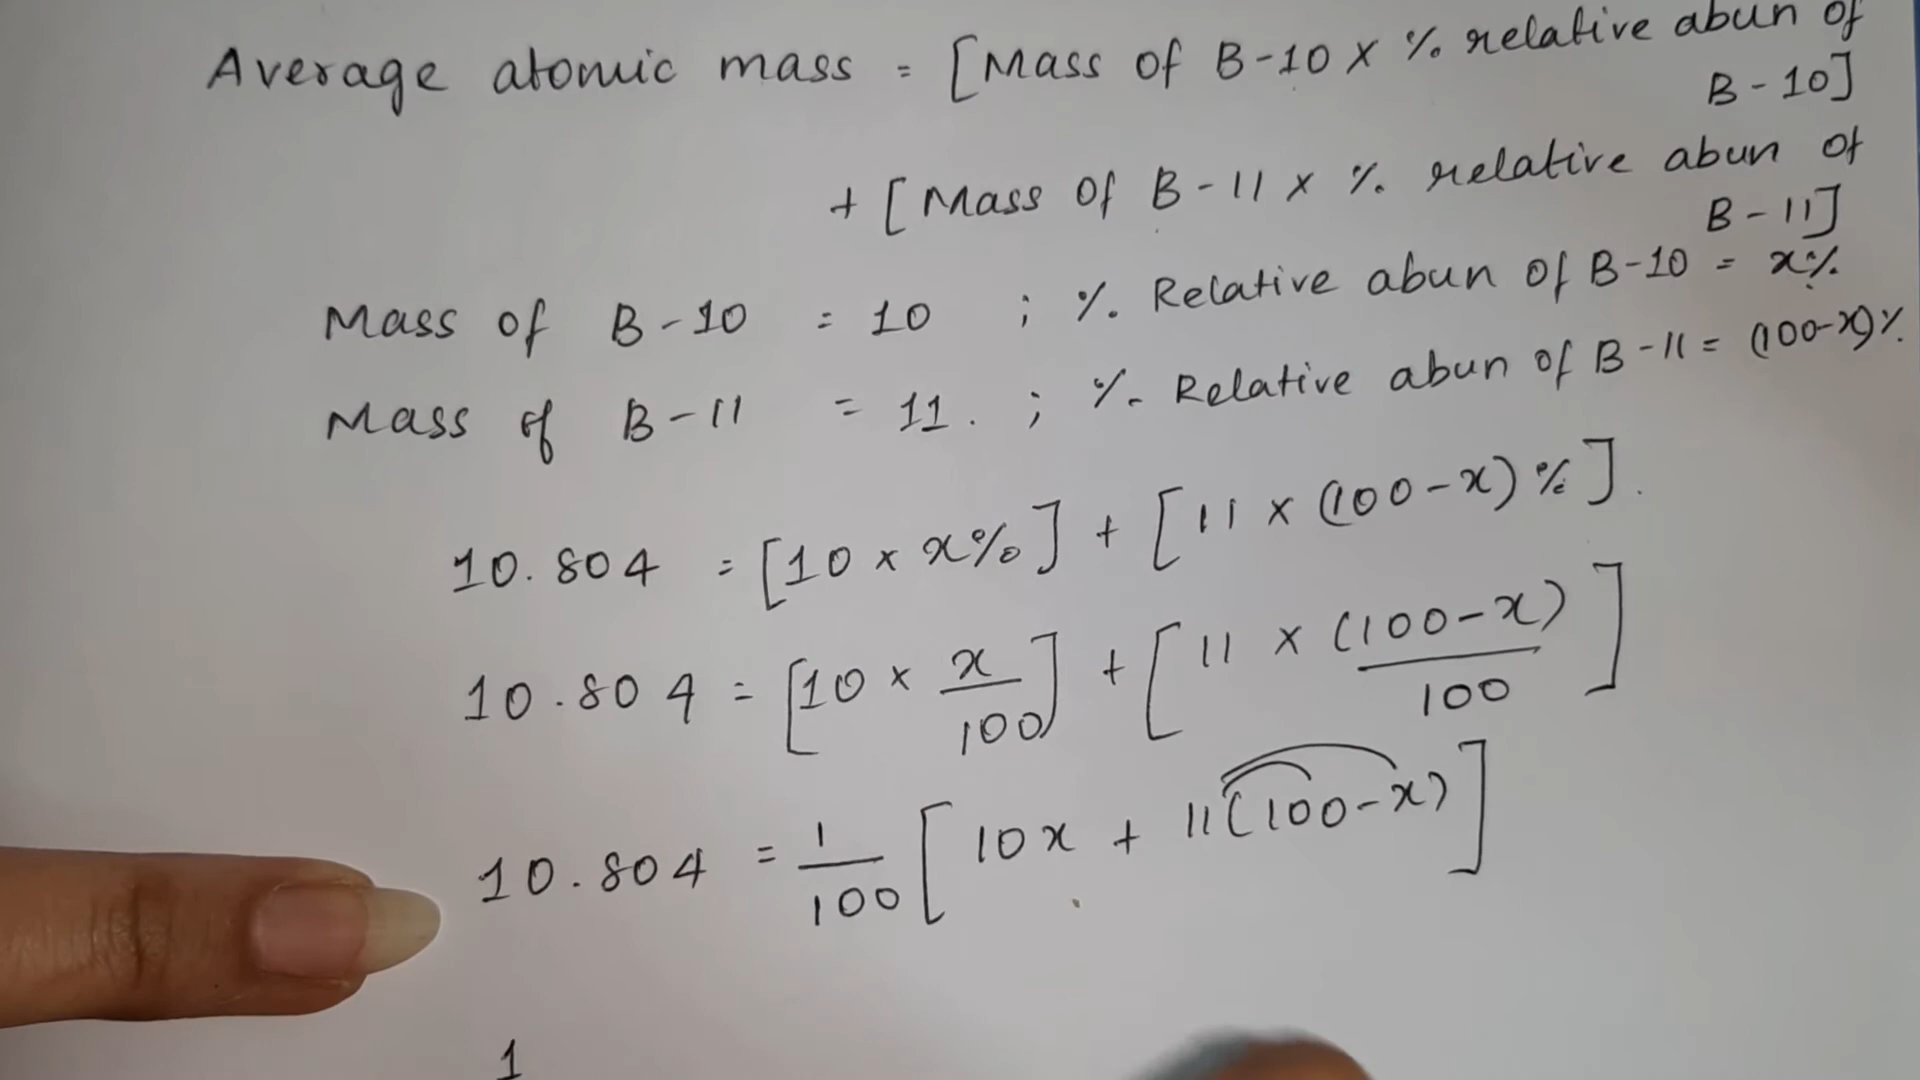 Average atomic mass = [Mass of B-10 x % relative abun of
B-10]
+ [Mass Of B-11 x % relative abun of
B-11]
Mass of B-10 = 10 ; % Relative abun of B-10 = x%
Mass of B-11 = 11. ; % Relative abun of B-11 = (100-x)%
10.804 = [10 x x%] + [11 x (100-x)%].
10.804 = [10 x x/100] + [11 x (100-x)/100]
10.804 = 1/100 [10x + 11(100-x)]
1